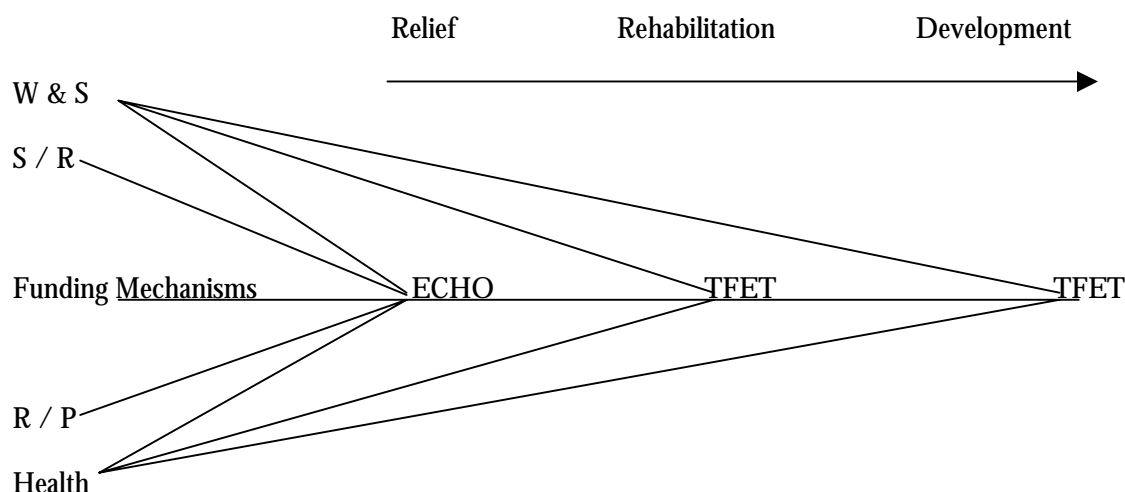 Relief Rehabilitation Development
W & S
S / R
Funding Mechanisms ECHO TFET TFET
R / P
Health